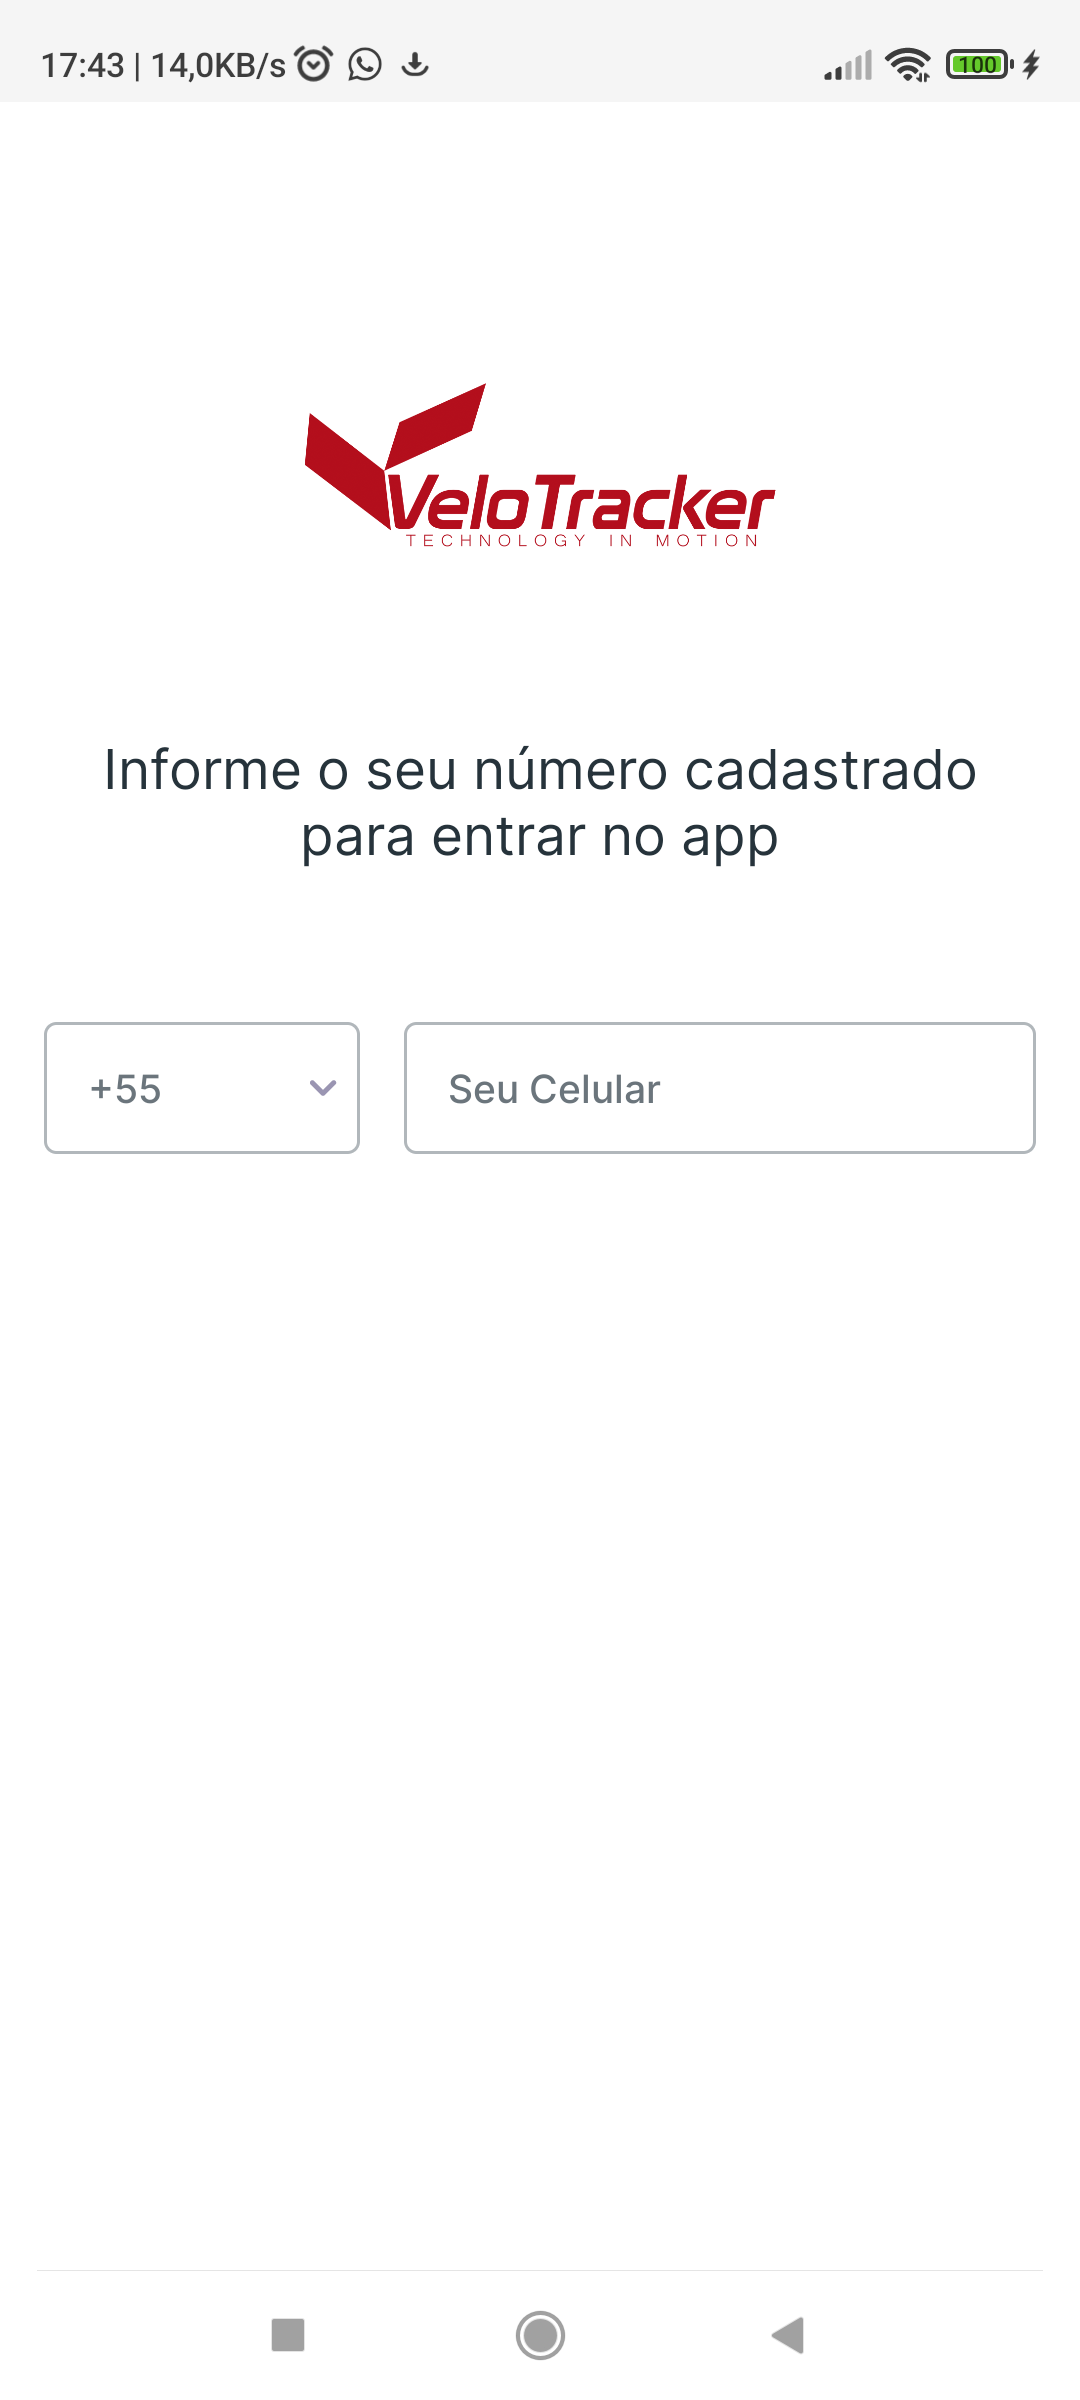 17:43 | 14,0KB/s
100
VeloTracker
TECHNOLOGY IN MOTION
Informe o seu número cadastrado
para entrar no app
+55
Seu Celular